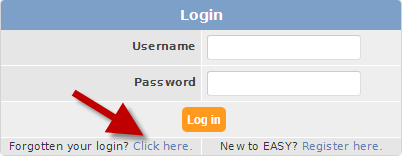 Login
Username
Password
Log in
Forgotten your login? Click here. New to EASY? Register here.